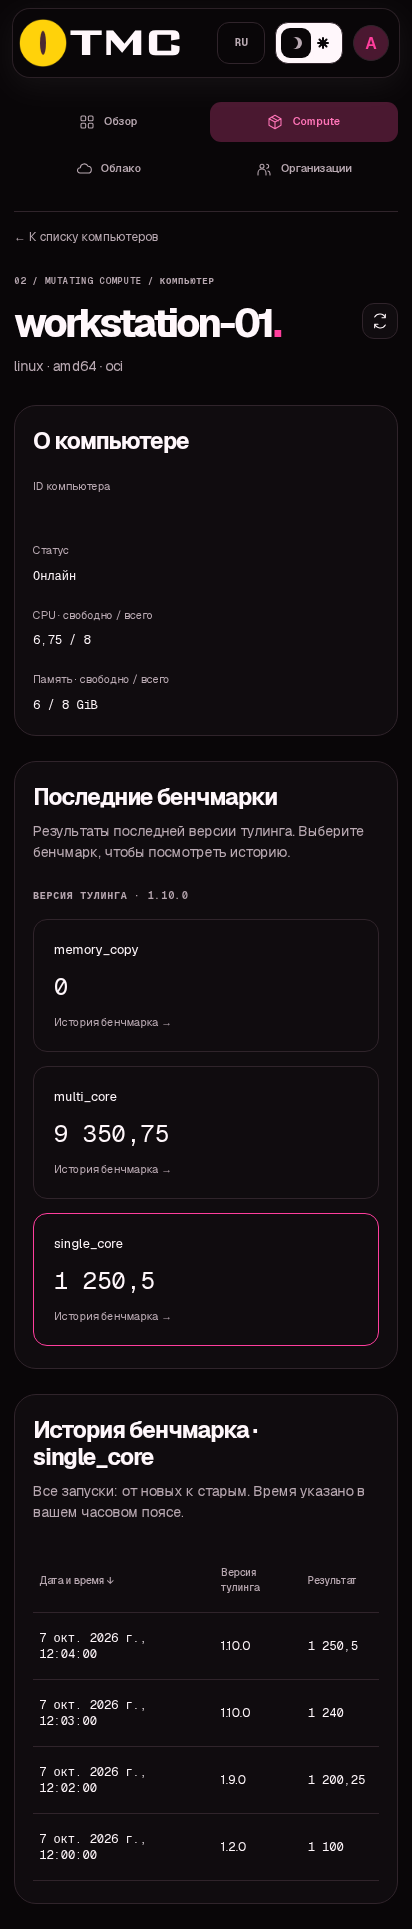 TMC
RU
A
Обзор
Compute
Облако
Организации
← К списку компьютеров
02 / MUTATING COMPUTE / КОМПЬЮТЕР
workstation-01.
linux · amd64 · oci
О компьютере
ID компьютера
Статус
Онлайн
CPU · свободно / всего
6,75 / 8
Память · свободно / всего
6 / 8 GiB
Последние бенчмарки
Результаты последней версии тулинга. Выберите
бенчмарк, чтобы посмотреть историю.
ВЕРСИЯ ТУЛИНГА · 1.10.0
memory_copy
0
История бенчмарка →
multi_core
9 350,75
История бенчмарка →
single_core
1 250,5
История бенчмарка →
История бенчмарка ·
single_core
Все запуски: от новых к старым. Время указано в
вашем часовом поясе.
Дата и время ↓
Версия
тулинга
Результат
7 окт. 2026 г.,
12:04:00
1.10.0
1 250,5
7 окт. 2026 г.,
12:03:00
1.10.0
1 240
7 окт. 2026 г.,
12:02:00
1.9.0
1 200,25
7 окт. 2026 г.,
12:00:00
1.2.0
1 100